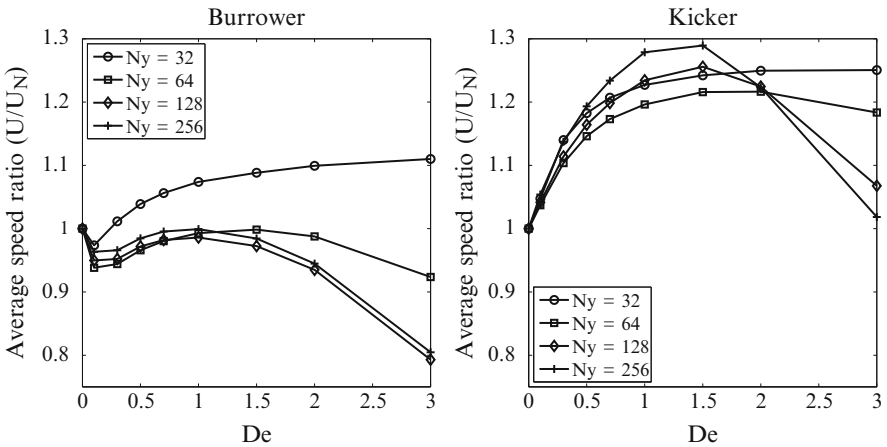 Burrower
Average speed ratio (U/U_N)
1.3
1.2
1.1
1
0.9
0.8
Ny = 32
Ny = 64
Ny = 128
Ny = 256
0 0.5 1 1.5 2 2.5 3
De
Kicker
Average speed ratio (U/U_N)
1.3
1.2
1.1
1
0.9
0.8
Ny = 32
Ny = 64
Ny = 128
Ny = 256
0 0.5 1 1.5 2 2.5 3
De